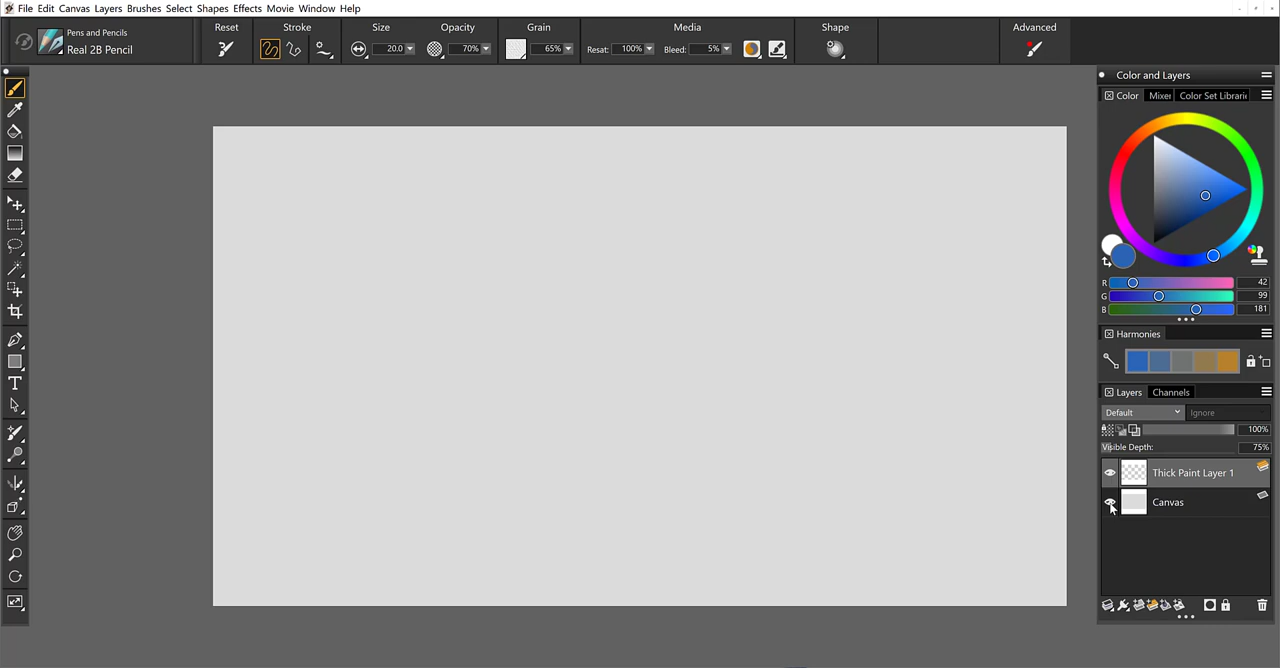 File Edit Canvas Layers Brushes Select Shapes Effects Movie Window Help
Pens and Pencils
Real 2B Pencil
Reset Stroke Size Opacity Grain Media Shape Advanced
20.0 70% 65% Resat: 100% Bleed: 5%
Color and Layers
Color Mixer Color Set Librari
R 42
G 99
B 181
Harmonies
Layers Channels
Default Ignore
100%
Visible Depth: 75%
Thick Paint Layer 1
Canvas
T